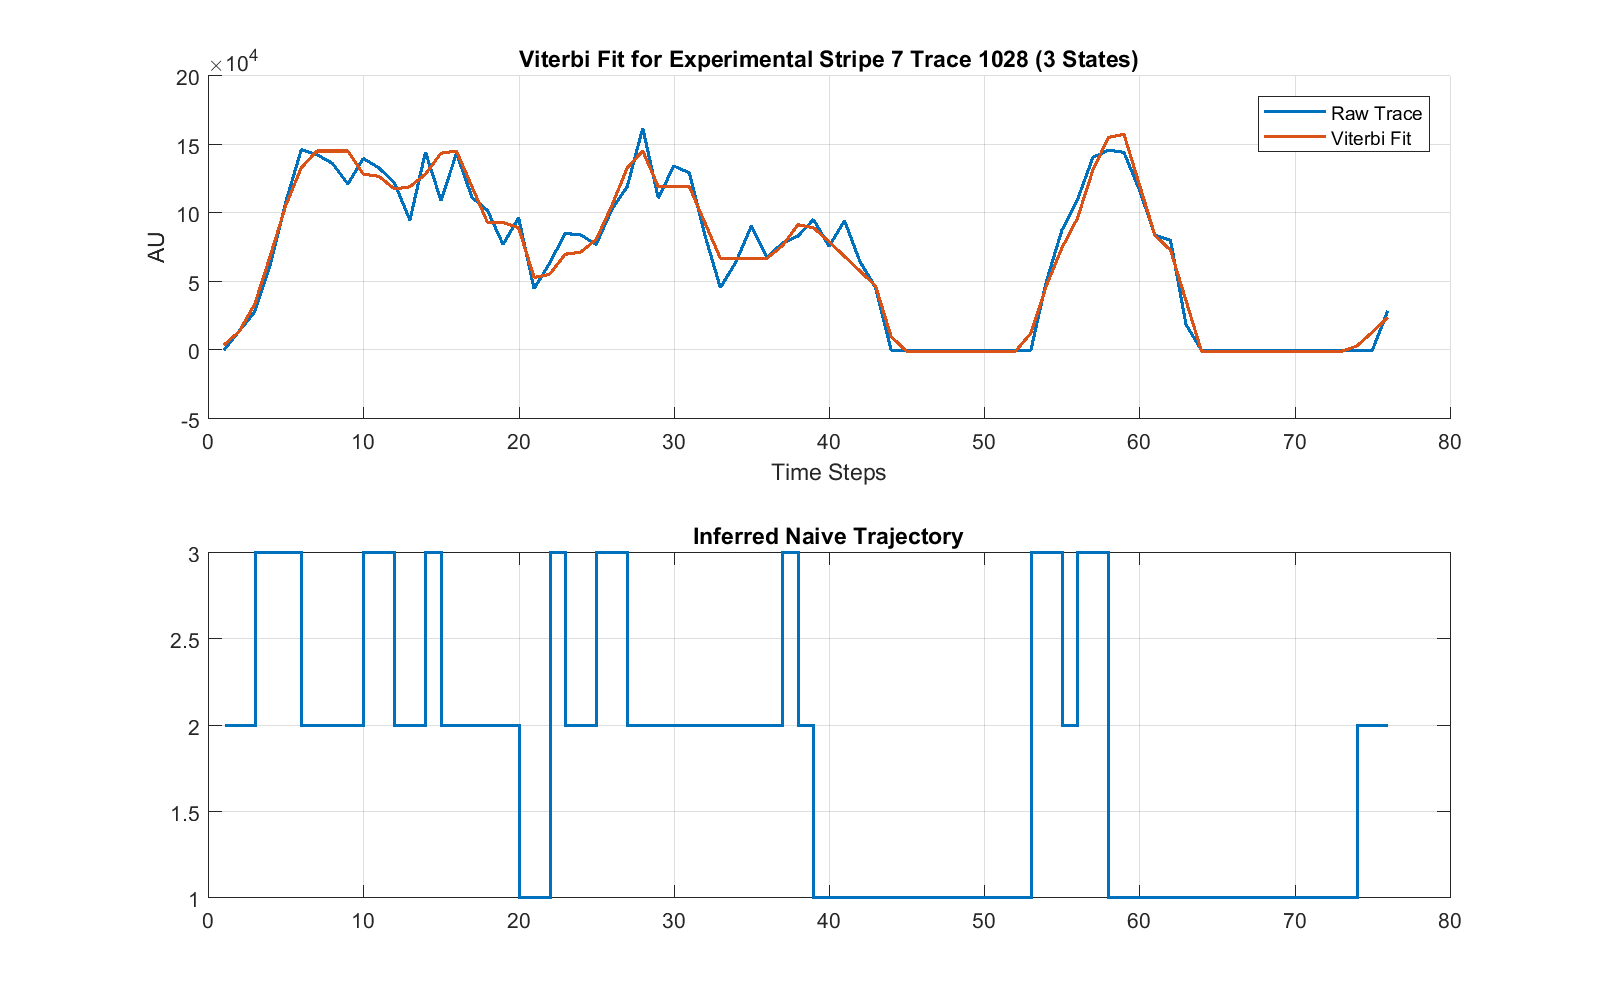 Viterbi Fit for Experimental Stripe 7 Trace 1028 (3 States)
×10⁴
20
15
10
5
0
-5
AU
Raw Trace
Viterbi Fit
0 10 20 30 40 50 60 70 80
Time Steps
Inferred Naive Trajectory
3
2.5
2
1.5
1
0 10 20 30 40 50 60 70 80